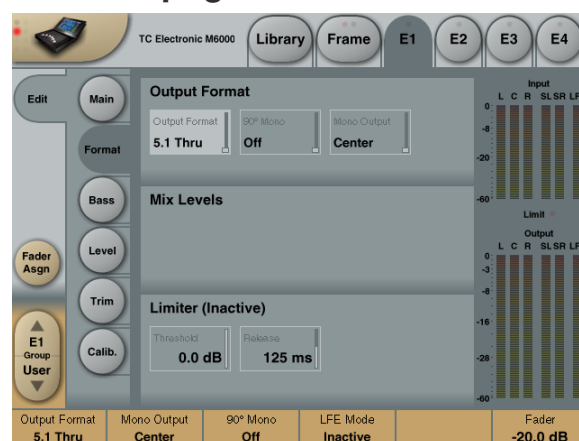 TC Electronic M6000
Library
Frame
E1
E2
E3
E4
Edit
Main
Format
Bass
Level
Trim
Calib.
Fader
Asgn
E1
Group
User
Output Format
Output Format
5.1 Thru
90° Mono
Off
Mono Output
Center
Mix Levels
Limiter (Inactive)
Threshold
0.0 dB
Release
125 ms
Input
L C R SL SR LF
0
-8
-20
-60
Limit
Output
L C R SL SR LF
0
-3
-8
-16
-28
-60
Output Format
5.1 Thru
Mono Output
Center
90° Mono
Off
LFE Mode
Inactive
Fader
-20.0 dB